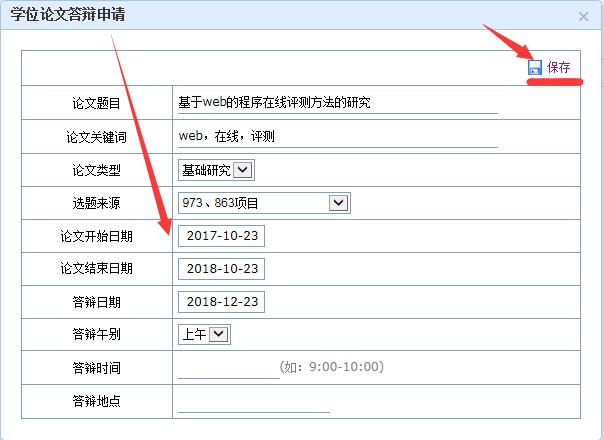 学位论文答辩申请
保存
论文题目 基于web的程序在线评测方法的研究
论文关键词 web，在线，评测
论文类型 基础研究
选题来源 973、863项目
论文开始日期 2017-10-23
论文结束日期 2018-10-23
答辩日期 2018-12-23
答辩午别 上午
答辩时间 (如：9:00-10:00)
答辩地点